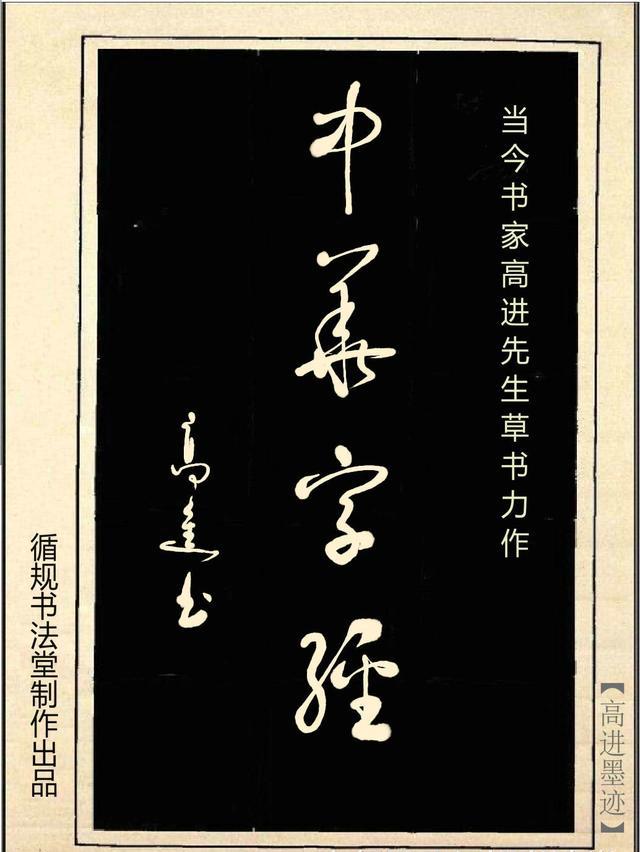 当今书家高进先生草书力作
中华字经
高進书
循规书法堂制作出品
【高进墨迹】